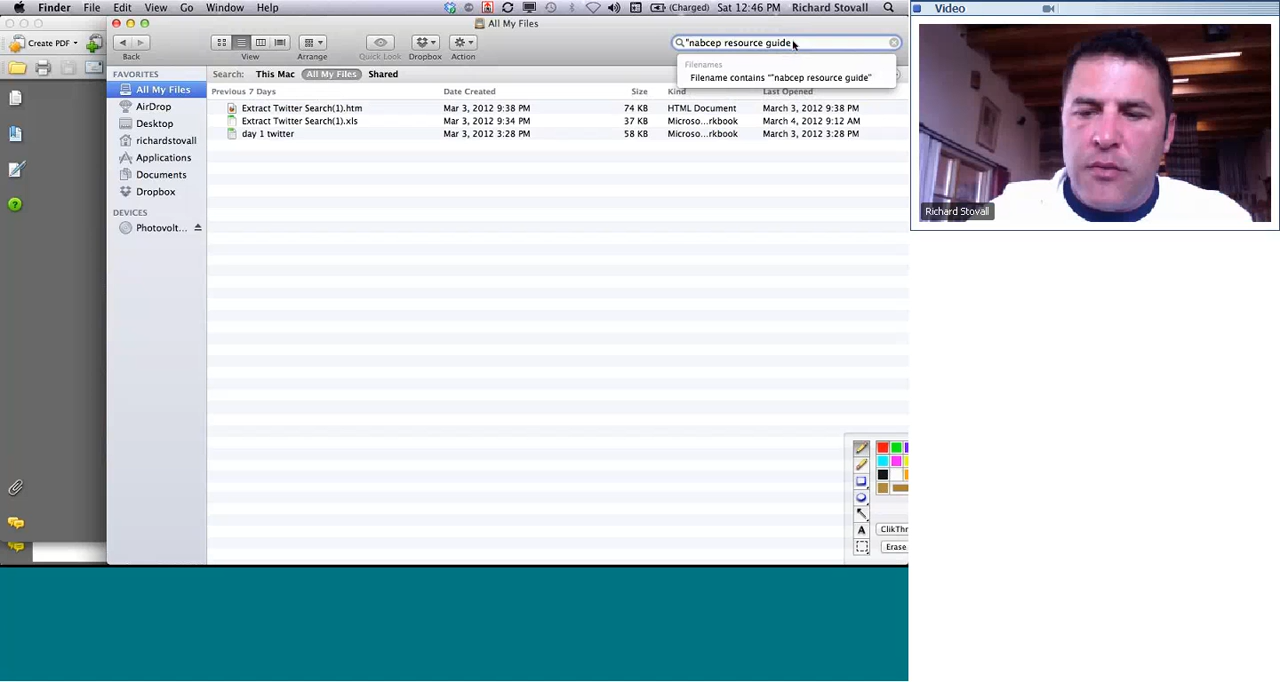 Finder File Edit View Go Window Help (Charged) Sat 12:46 PM Richard Stovall
Video
All My Files
Create PDF
"nabcep resource guide
Back View Arrange Quick Look Dropbox Action
Filenames
Filename contains ""nabcep resource guide"
FAVORITES
All My Files
AirDrop
Desktop
richardstovall
Applications
Documents
Dropbox
DEVICES
Photovolt...
Search: This Mac All My Files Shared
Previous 7 Days Date Created Size Kind Last Opened
Extract Twitter Search(1).htm Mar 3, 2012 9:38 PM 74 KB HTML Document March 3, 2012 9:38 PM
Extract Twitter Search(1).xls Mar 3, 2012 9:34 PM 37 KB Microso...rkbook March 4, 2012 9:12 AM
day 1 twitter Mar 3, 2012 3:28 PM 58 KB Microso...rkbook March 3, 2012 3:28 PM
Richard Stovall
A
ClikThr
Erase